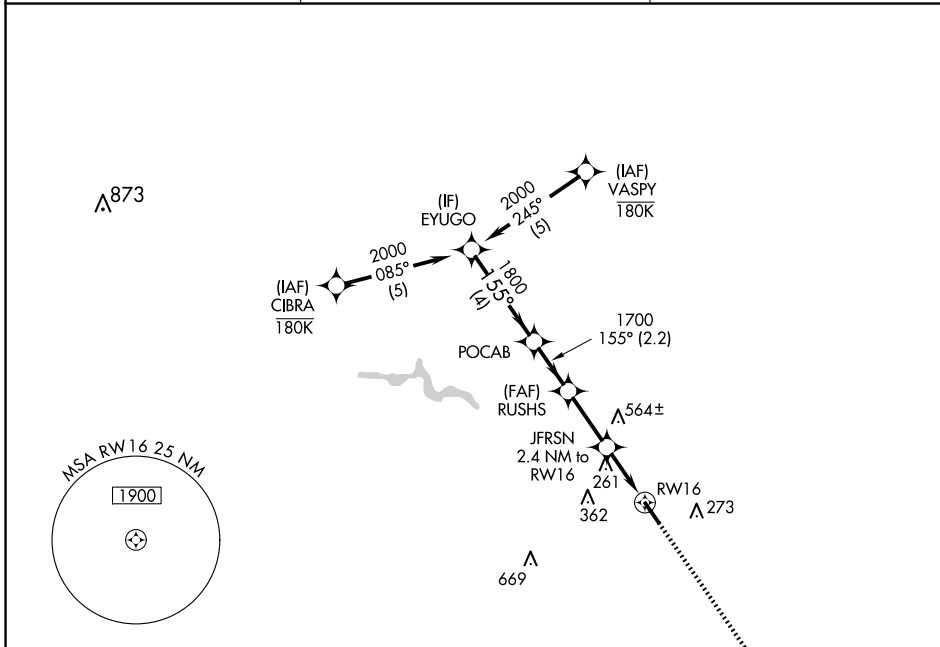 873
(IAF)
VASPY
180K
2000
245°
(5)
(IF)
EYUGO
2000
085°
(5)
(IAF)
CIBRA
180K
1800
155°
(4)
1700
155° (2.2)
POCAB
(FAF)
RUSHS
564±
JFRSN
2.4 NM to
RW16
261
362
RW16
273
669
MSA RW16 25 NM
1900